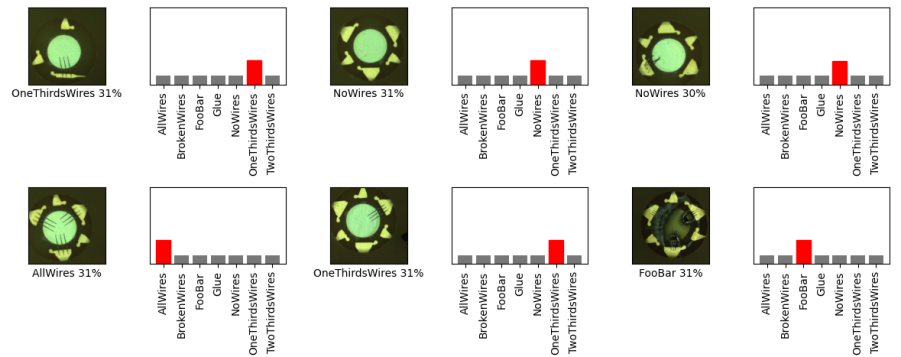 OneThirdsWires 31%
AllWires
BrokenWires
FooBar
Glue
NoWires
OneThirdsWires
TwoThirdsWires
NoWires 31%
AllWires
BrokenWires
FooBar
Glue
NoWires
OneThirdsWires
TwoThirdsWires
NoWires 30%
AllWires
BrokenWires
FooBar
Glue
NoWires
OneThirdsWires
TwoThirdsWires
AllWires 31%
AllWires
BrokenWires
FooBar
Glue
NoWires
OneThirdsWires
TwoThirdsWires
OneThirdsWires 31%
AllWires
BrokenWires
FooBar
Glue
NoWires
OneThirdsWires
TwoThirdsWires
FooBar 31%
AllWires
BrokenWires
FooBar
Glue
NoWires
OneThirdsWires
TwoThirdsWires